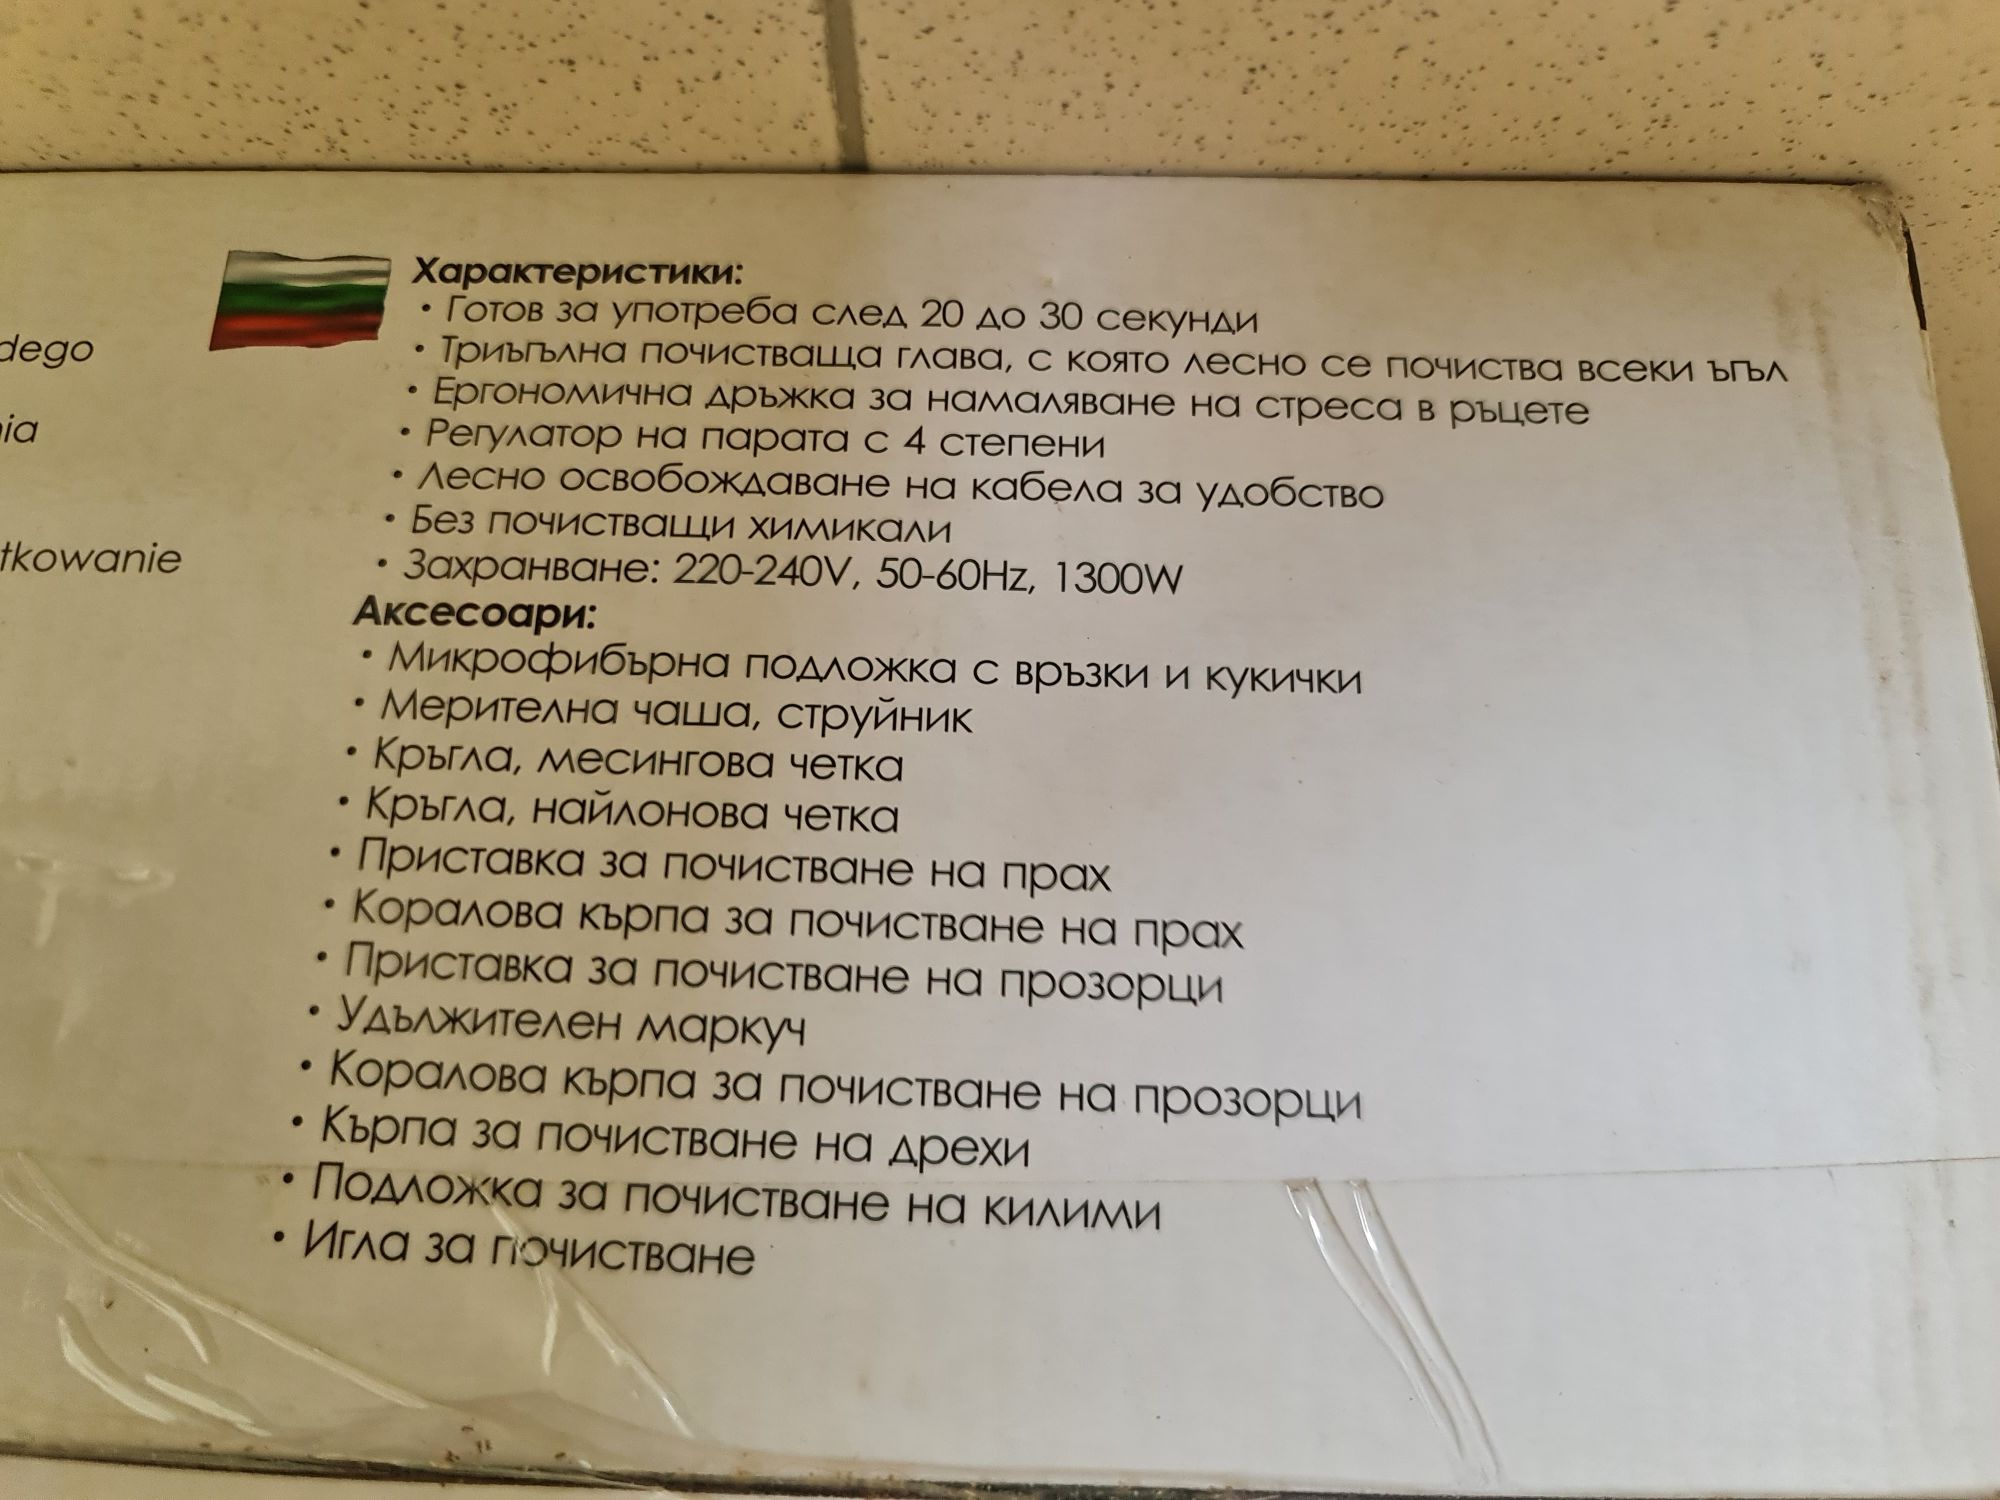 dego
nia
tkowanie
Характеристики:
• Готов за употреба след 20 до 30 секунди
• Триъгълна почистваща глава, с която лесно се почиства всеки ъгъл
• Ергономична дръжка за намаляване на стреса в ръцете
• Регулатор на парата с 4 степени
• Лесно освобождаване на кабела за удобство
• Без почистващи химикали
• Захранване: 220-240V, 50-60Hz, 1300W
Аксесоари:
• Микрофибърна подложка с връзки и кукички
• Мерителна чаша, струйник
• Кръгла, месингова четка
• Кръгла, найлонова четка
• Приставка за почистване на прах
• Коралова кърпа за почистване на прах
• Приставка за почистване на прозорци
• Удължителен маркуч
• Коралова кърпа за почистване на прозорци
• Кърпа за почистване на дрехи
• Подложка за почистване на килими
• Игла за почистване